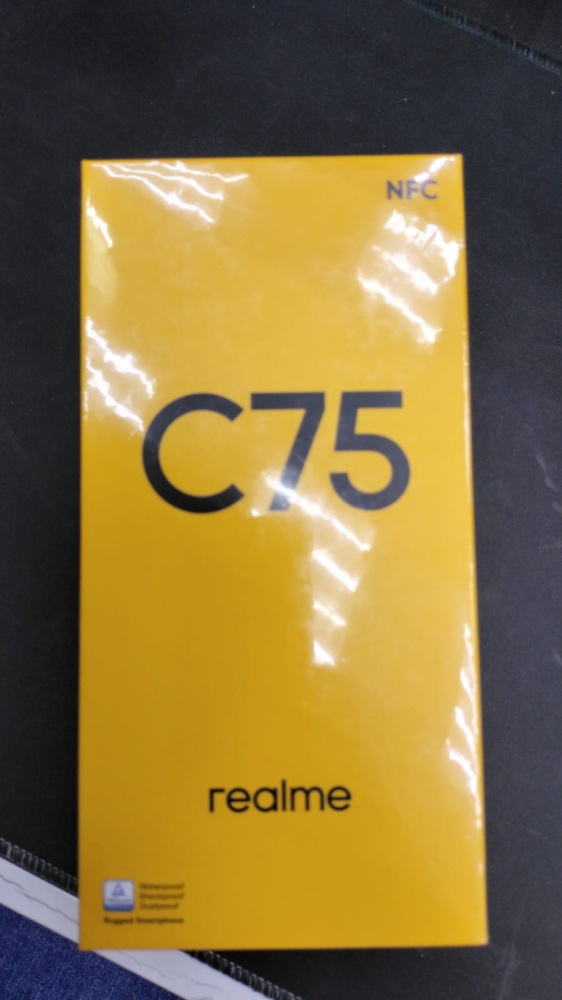 NFC
C75
realme
Waterproof
Shockproof
Dustproof
Rugged Smartphone